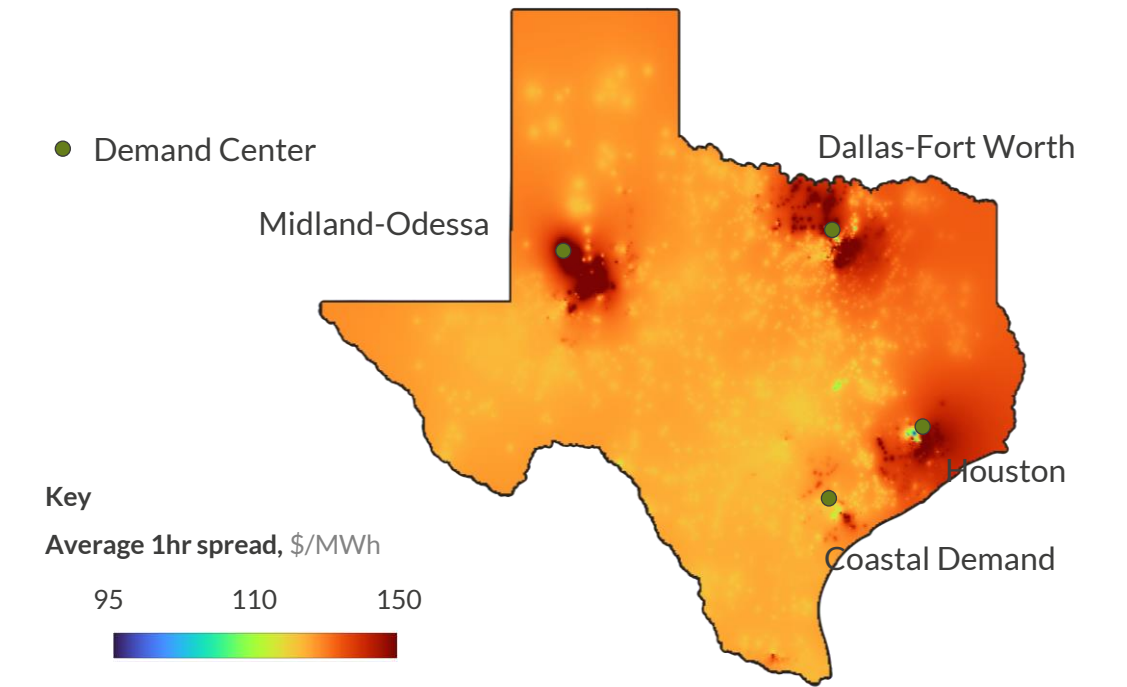 Demand Center
Dallas-Fort Worth
Midland-Odessa
Houston
Key
Average 1hr spread, $/MWh
Coastal Demand
95 110 150